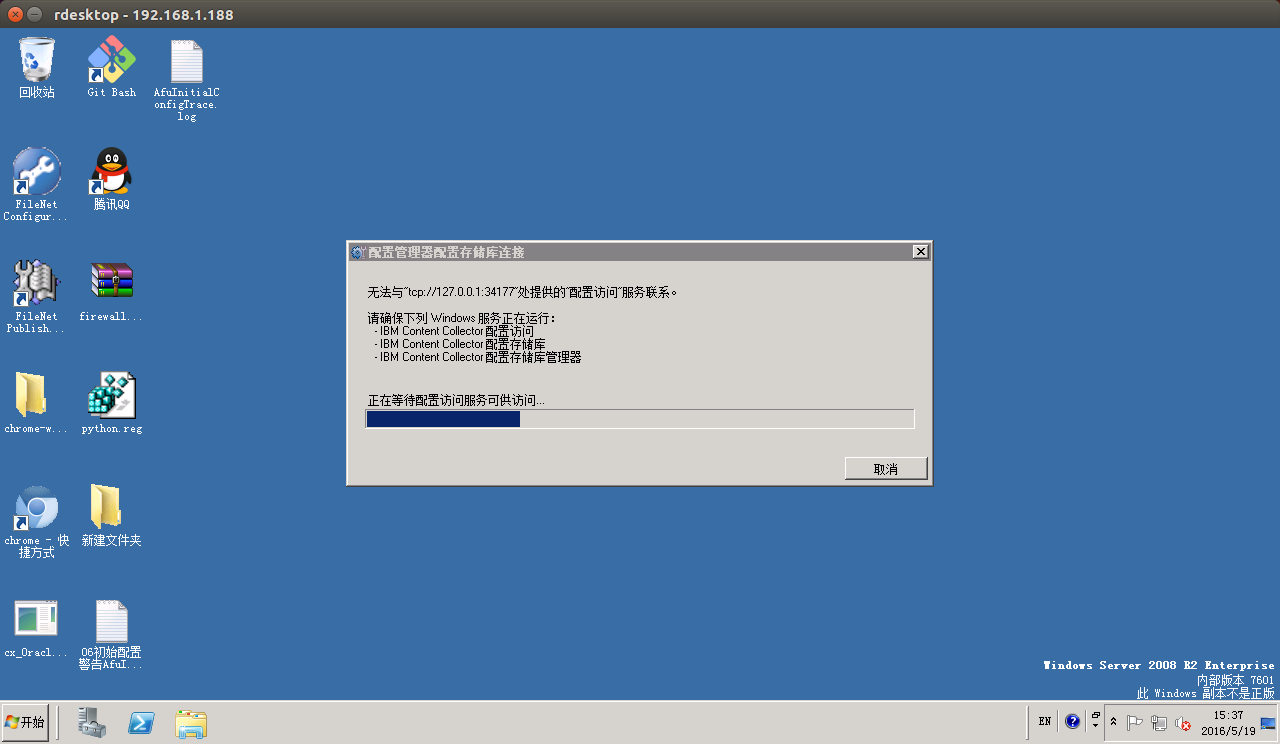 rdesktop - 192.168.1.188
回收站
Git Bash
AfuInitialC
onfigTrace.
log
FileNet
Configur...
腾讯QQ
FileNet
Publish...
firewall...
chrome-w...
python.reg
chrome - 快
捷方式
新建文件夹
cx_Oracl...
06初始配置
警告AfuI...
配置管理器配置存储库连接
无法与"tcp://127.0.0.1:34177"处提供的"配置访问"服务联系。
请确保下列 Windows 服务正在运行：
- IBM Content Collector 配置访问
- IBM Content Collector 配置存储库
- IBM Content Collector 配置存储库管理器
正在等待配置访问服务可供访问...
取消
Windows Server 2008 R2 Enterprise
内部版本 7601
此 Windows 副本不是正版
开始
EN
15:37
2016/5/19